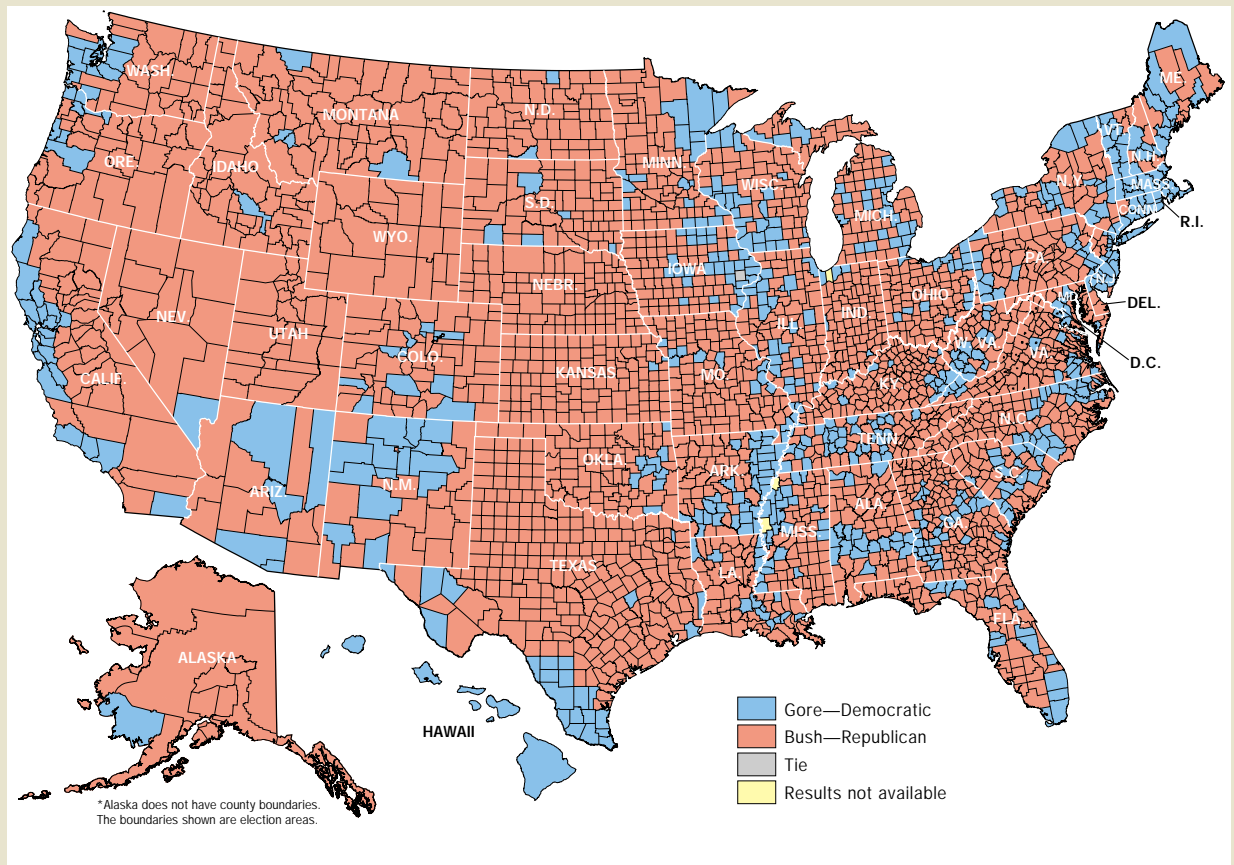 WASH.
MONTANA
N.D.
ME.
ORE.
IDAHO
MINN.
VT.
N.H.
WISC.
MICH.
N.Y.
MASS.
CONN.
R.I.
S.D.
WYO.
IOWA
NEBR.
PA.
N.J.
NEV.
UTAH
COLO.
ILL.
IND.
OHIO
MD.
DEL.
W. VA.
VA.
D.C.
CALIF.
KANSAS
MO.
KY.
ARIZ.
N.M.
OKLA.
ARK.
TENN.
N.C.
S.C.
MISS.
ALA.
GA.
TEXAS
LA.
FLA.
ALASKA
HAWAII
Gore—Democratic
Bush—Republican
Tie
Results not available
*Alaska does not have county boundaries.
The boundaries shown are election areas.